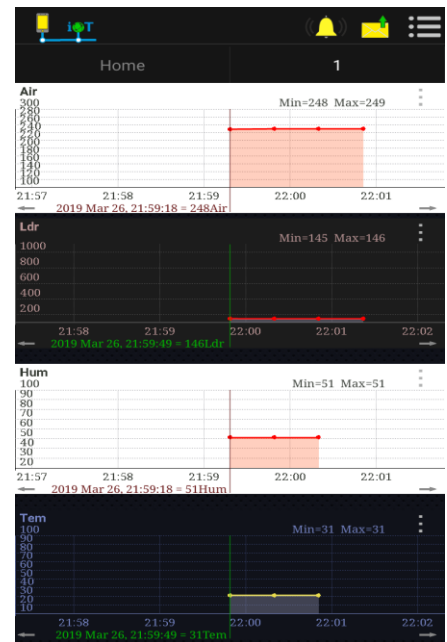 ioT
Home 1
Air
300 Min=248 Max=249
280
260
240
220
200
180
160
140
120
100
21:57 21:58 21:59 22:00 22:01
2019 Mar 26, 21:59:18 = 248Air
Ldr
1000 Min=145 Max=146
800
600
400
200
21:58 21:59 22:00 22:01 22:02
2019 Mar 26, 21:59:49 = 146Ldr
Hum
100 Min=51 Max=51
90
80
70
60
50
40
30
20
21:57 21:58 21:59 22:00 22:01
2019 Mar 26, 21:59:18 = 51Hum
Tem
100 Min=31 Max=31
90
80
70
60
50
40
30
20
10
21:58 21:59 22:00 22:01 22:02
2019 Mar 26, 21:59:49 = 31Tem